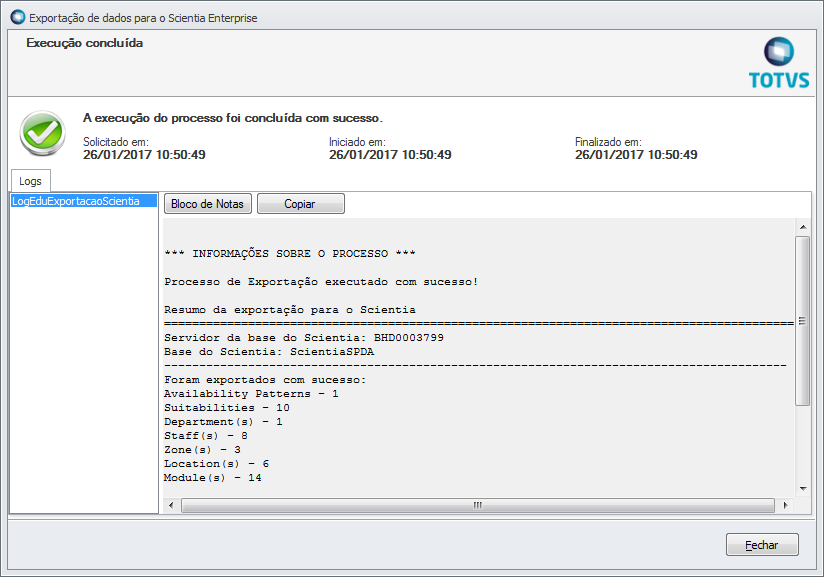 Exportação de dados para o Scientia Enterprise
Execução concluída
TOTVS
A execução do processo foi concluída com sucesso.
Solicitado em: Iniciado em: Finalizado em:
26/01/2017 10:50:49 26/01/2017 10:50:49 26/01/2017 10:50:49
Logs
LogEduExportacaoScientia
Bloco de Notas Copiar
*** INFORMAÇÕES SOBRE O PROCESSO ***
Processo de Exportação executado com sucesso!
Resumo da exportação para o Scientia
==========================================================================================
Servidor da base do Scientia: BHD0003799
Base do Scientia: ScientiaSPDA
-----------------------------------------------------------------------------------------
Foram exportados com sucesso:
Availability Patterns - 1
Suitabilities - 10
Department(s) - 1
Staff(s) - 8
Zone(s) - 3
Location(s) - 6
Module(s) - 14
Fechar